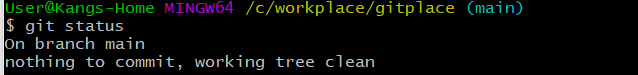 User@Kangs-Home MINGW64 /c/workplace/gitplace (main)
$ git status
On branch main
nothing to commit, working tree clean